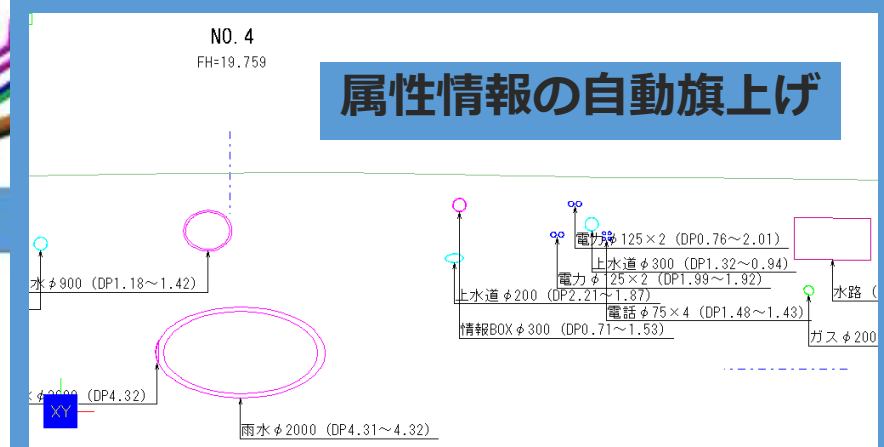 NO. 4
FH=19.759
属性情報の自動旗上げ
電力φ125×2 (DP0.76～2.01)
上水道φ300 (DP1.32～0.94)
水φ900 (DP1.18～1.42)
電力φ125×2 (DP1.99～1.92)
上水道φ200 (DP2.21～1.87)
水路 (
電話φ75×4 (DP1.48～1.43)
情報BOXφ300 (DP0.71～1.53)
ガスφ200
(DP4.32)
XY
雨水φ2000 (DP4.31～4.32)